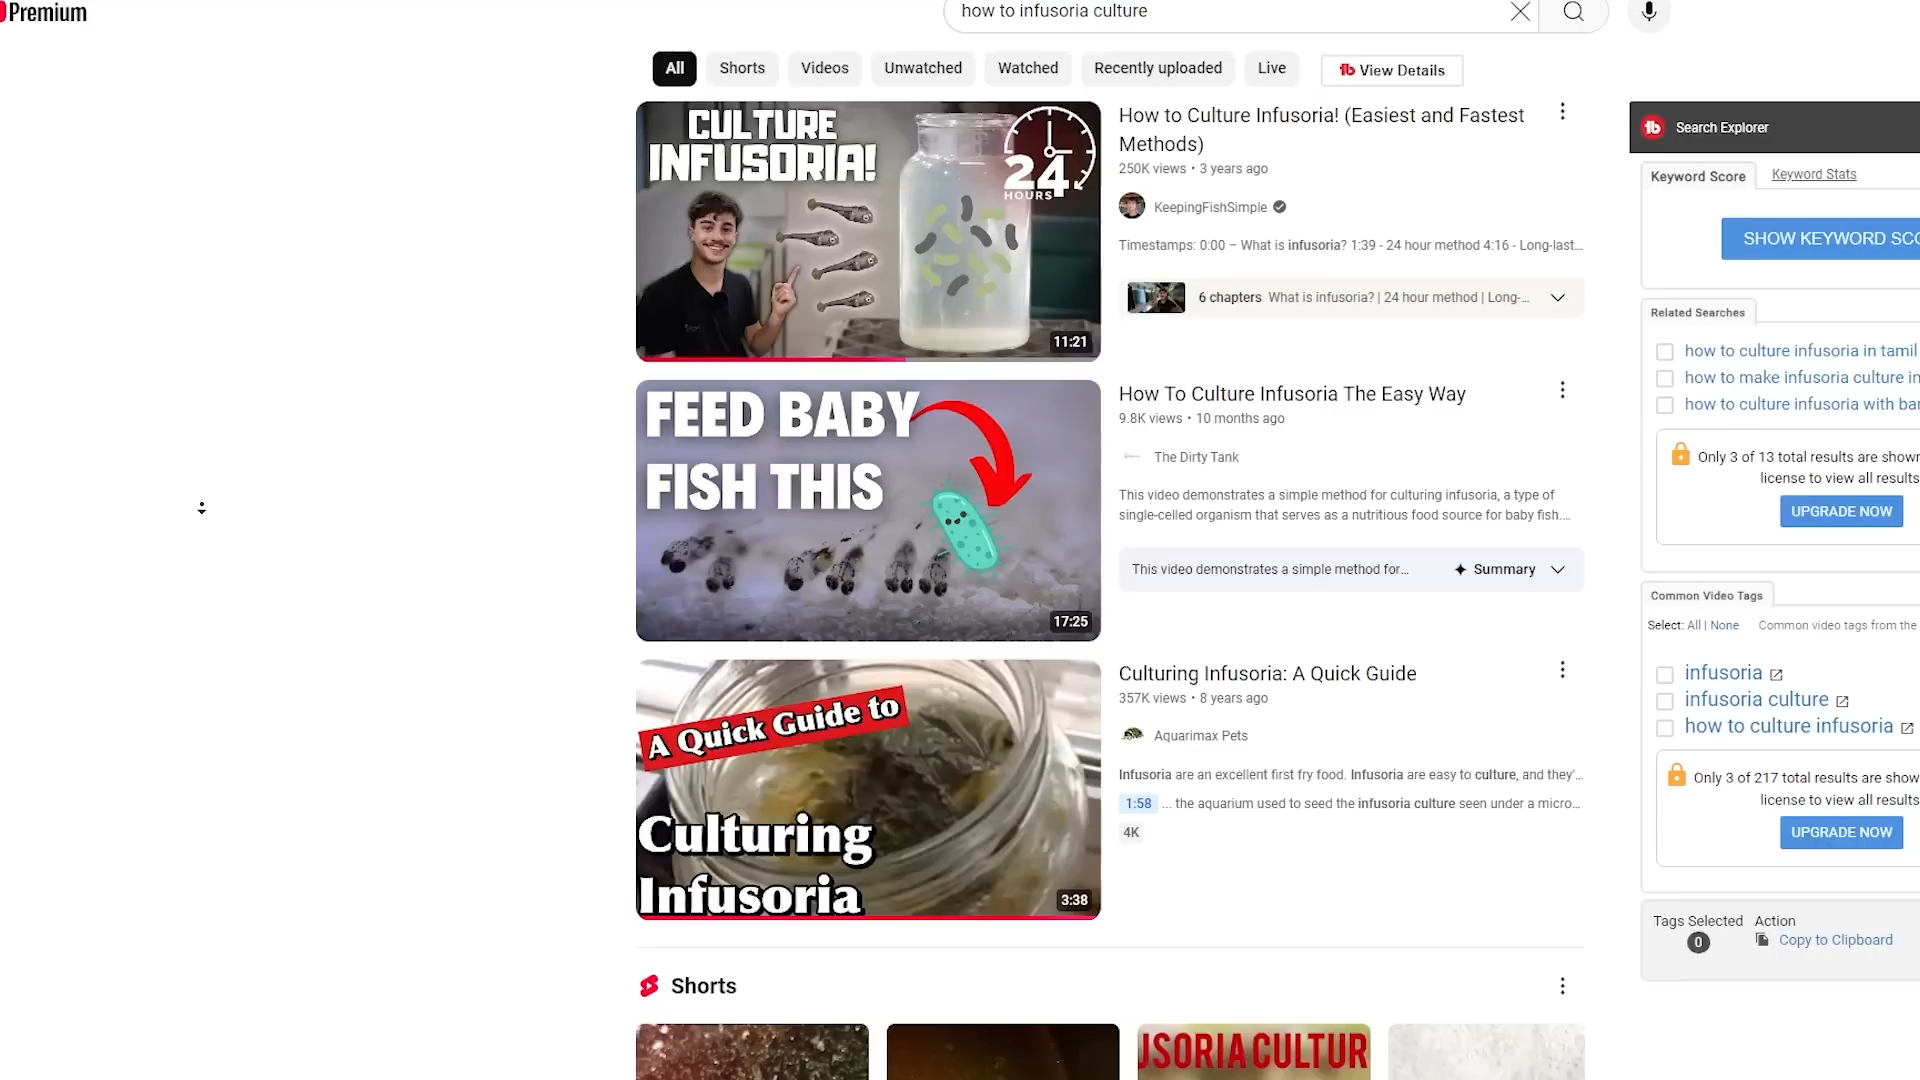 Premium
how to infusoria culture
All
Shorts
Videos
Unwatched
Watched
Recently uploaded
Live
View Details
CULTURE
INFUSORIA!
24
HOURS
11:21
How to Culture Infusoria! (Easiest and Fastest
Methods)
250K views • 3 years ago
KeepingFishSimple
Timestamps: 0:00 – What is infusoria? 1:39 - 24 hour method 4:16 - Long-last...
6 chapters What is infusoria? | 24 hour method | Long-...
FEED BABY
FISH THIS
17:25
How To Culture Infusoria The Easy Way
9.8K views • 10 months ago
The Dirty Tank
This video demonstrates a simple method for culturing infusoria, a type of
single-celled organism that serves as a nutritious food source for baby fish....
This video demonstrates a simple method for...
Summary
A Quick Guide to
Culturing
Infusoria
3:38
Culturing Infusoria: A Quick Guide
357K views • 8 years ago
Aquarimax Pets
Infusoria are an excellent first fry food. Infusoria are easy to culture, and they'...
1:58 ... the aquarium used to seed the infusoria culture seen under a micro...
4K
Shorts
USORIA CULTUR
Search Explorer
Keyword Score
Keyword Stats
SHOW KEYWORD SCO
Related Searches
how to culture infusoria in tamil
how to make infusoria culture in
how to culture infusoria with ba
Only 3 of 13 total results are shown
license to view all results
UPGRADE NOW
Common Video Tags
Select: All | None
Common video tags from the
infusoria
infusoria culture
how to culture infusoria
Only 3 of 217 total results are show
license to view all results
UPGRADE NOW
Tags Selected
0
Action
Copy to Clipboard